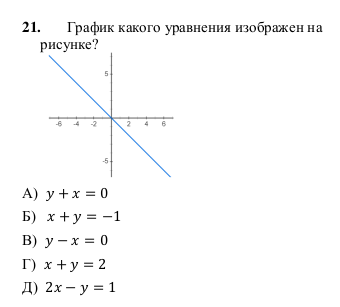 21. График какого уравнения изображен на
рисунке?
5
-6 -4 -2 2 4 6
-5
А) y + x = 0
Б) x + y = −1
В) y − x = 0
Г) x + y = 2
Д) 2x − y = 1